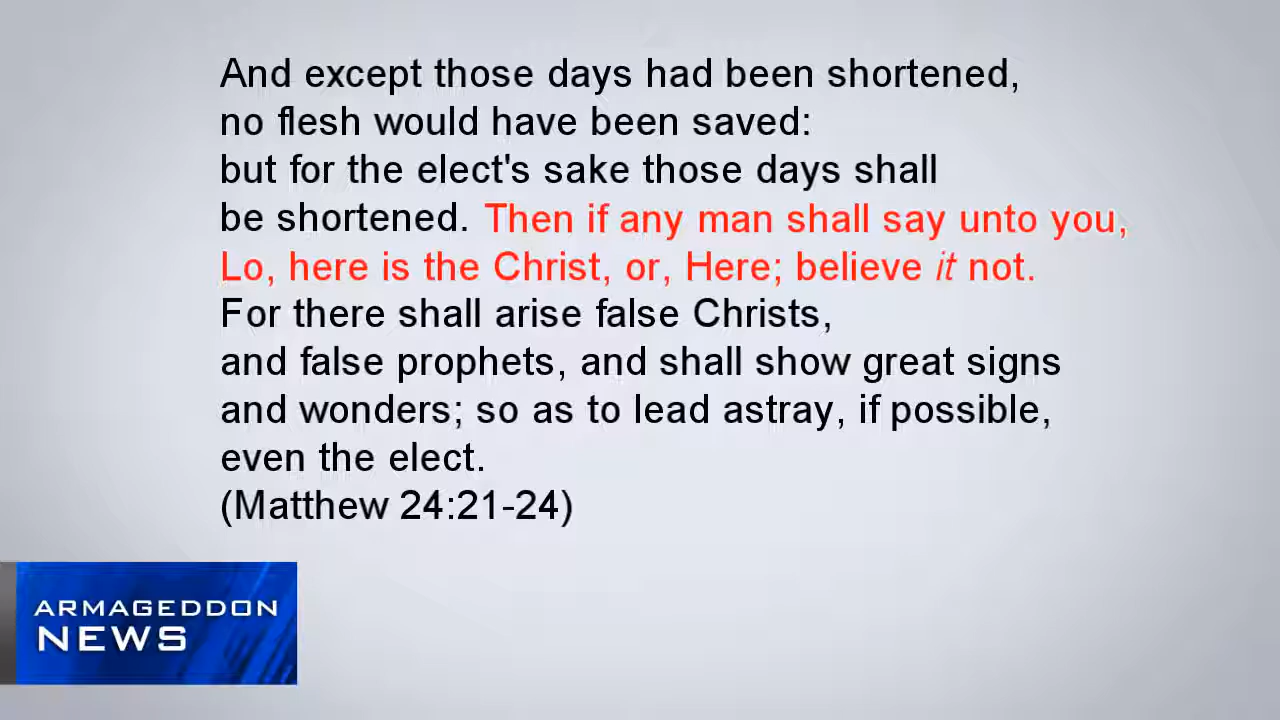 And except those days had been shortened,
no flesh would have been saved:
but for the elect's sake those days shall
be shortened. Then if any man shall say unto you,
Lo, here is the Christ, or, Here; believe it not.
For there shall arise false Christs,
and false prophets, and shall show great signs
and wonders; so as to lead astray, if possible,
even the elect.
(Matthew 24:21-24)
ARMAGEDDON
NEWS